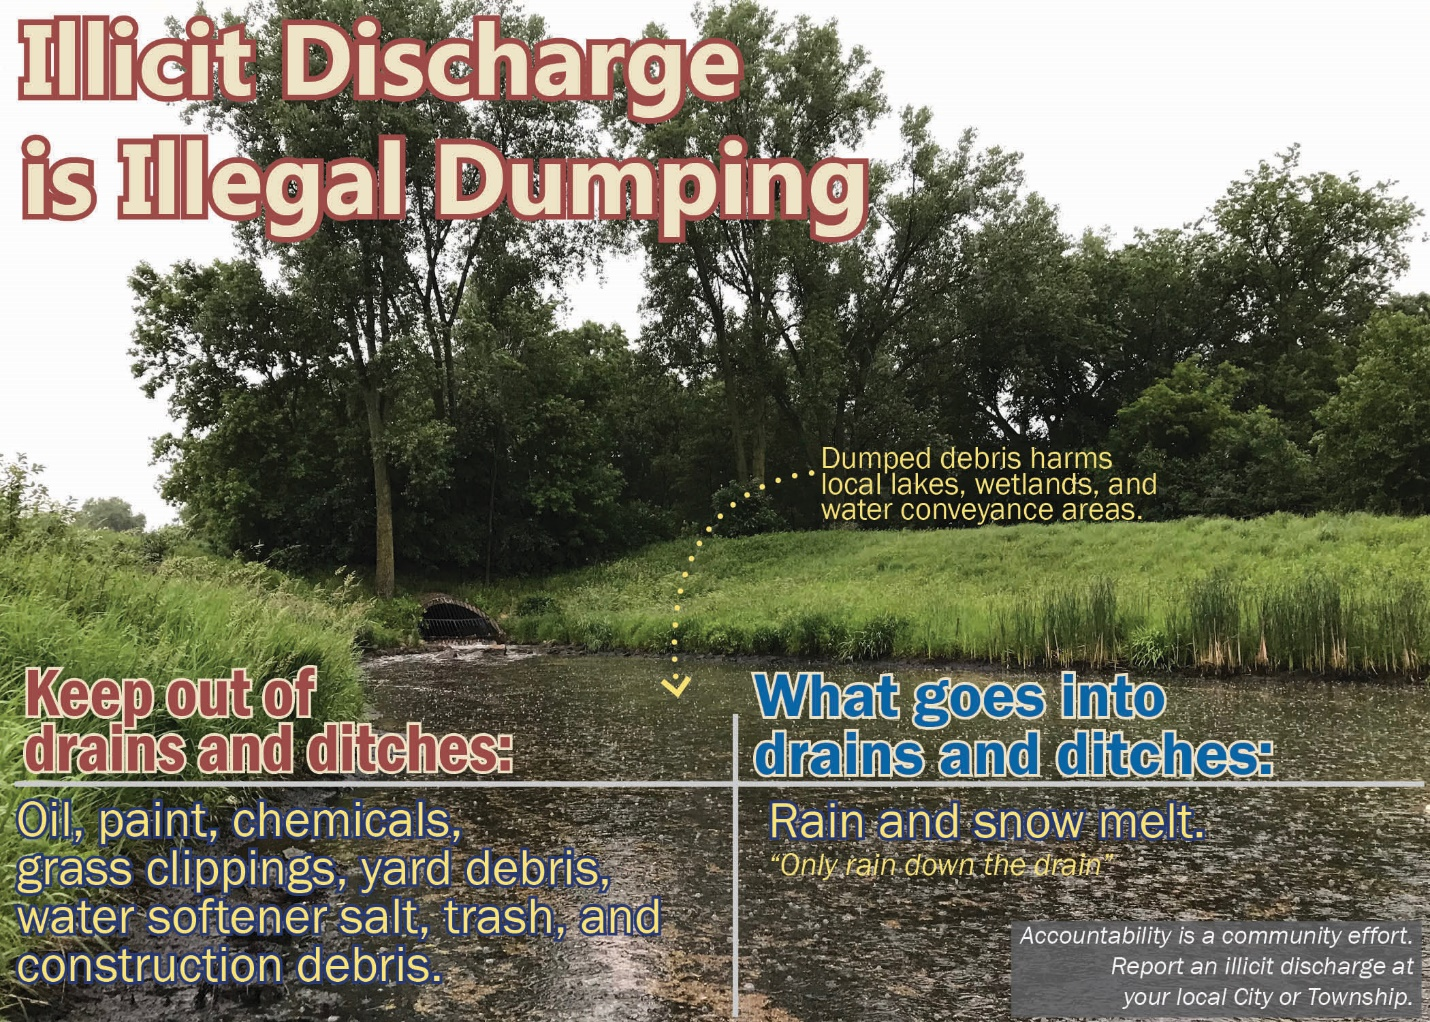 Illicit Discharge
is Illegal Dumping
Dumped debris harms
local lakes, wetlands, and
water conveyance areas.
Keep out of
drains and ditches:
Oil, paint, chemicals,
grass clippings, yard debris,
water softener salt, trash, and
construction debris.
What goes into
drains and ditches:
Rain and snow melt.
“Only rain down the drain”
Accountability is a community effort.
Report an illicit discharge at
your local City or Township.